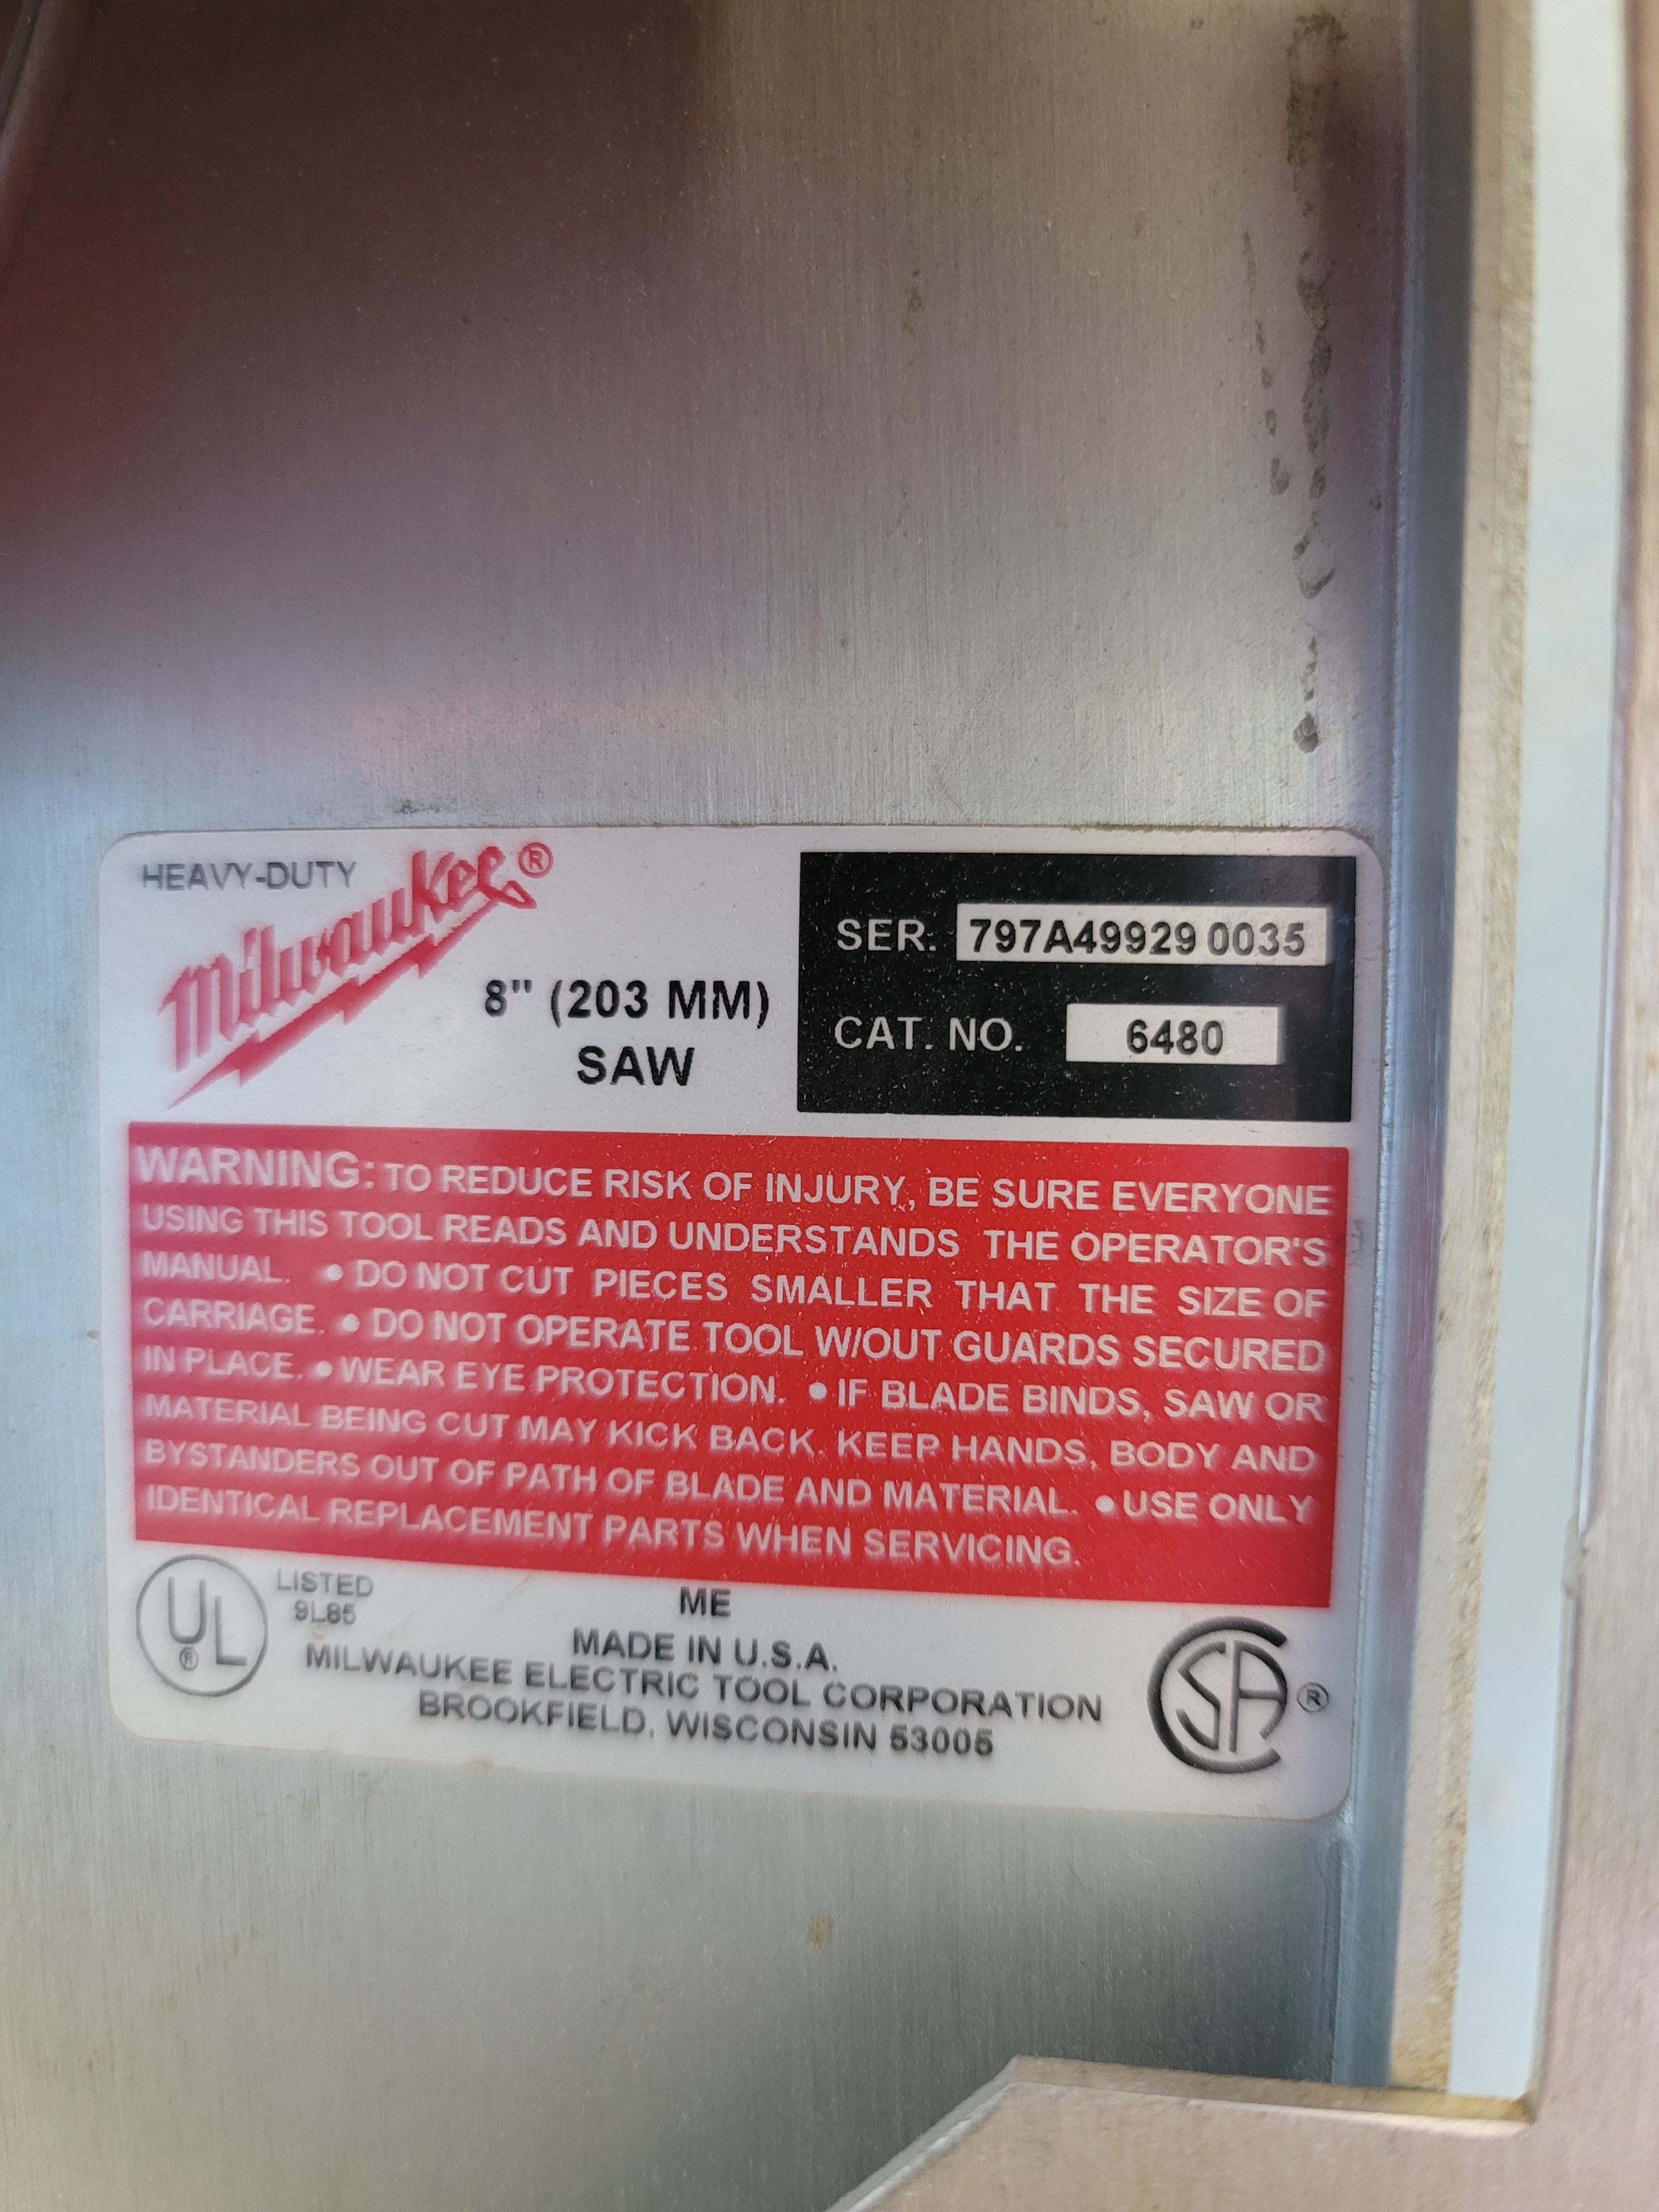 HEAVY-DUTY
Milwaukee®
8" (203 MM)
SAW
SER. 797A49929 0035
CAT. NO. 6480
WARNING: TO REDUCE RISK OF INJURY, BE SURE EVERYONE
USING THIS TOOL READS AND UNDERSTANDS THE OPERATOR'S
MANUAL. • DO NOT CUT PIECES SMALLER THAT THE SIZE OF
CARRIAGE. • DO NOT OPERATE TOOL W/OUT GUARDS SECURED
IN PLACE. • WEAR EYE PROTECTION. • IF BLADE BINDS, SAW OR
MATERIAL BEING CUT MAY KICK BACK. KEEP HANDS, BODY AND
BYSTANDERS OUT OF PATH OF BLADE AND MATERIAL. • USE ONLY
IDENTICAL REPLACEMENT PARTS WHEN SERVICING.
UL®
LISTED
9L85
ME
MADE IN U.S.A.
MILWAUKEE ELECTRIC TOOL CORPORATION
BROOKFIELD, WISCONSIN 53005
SA®